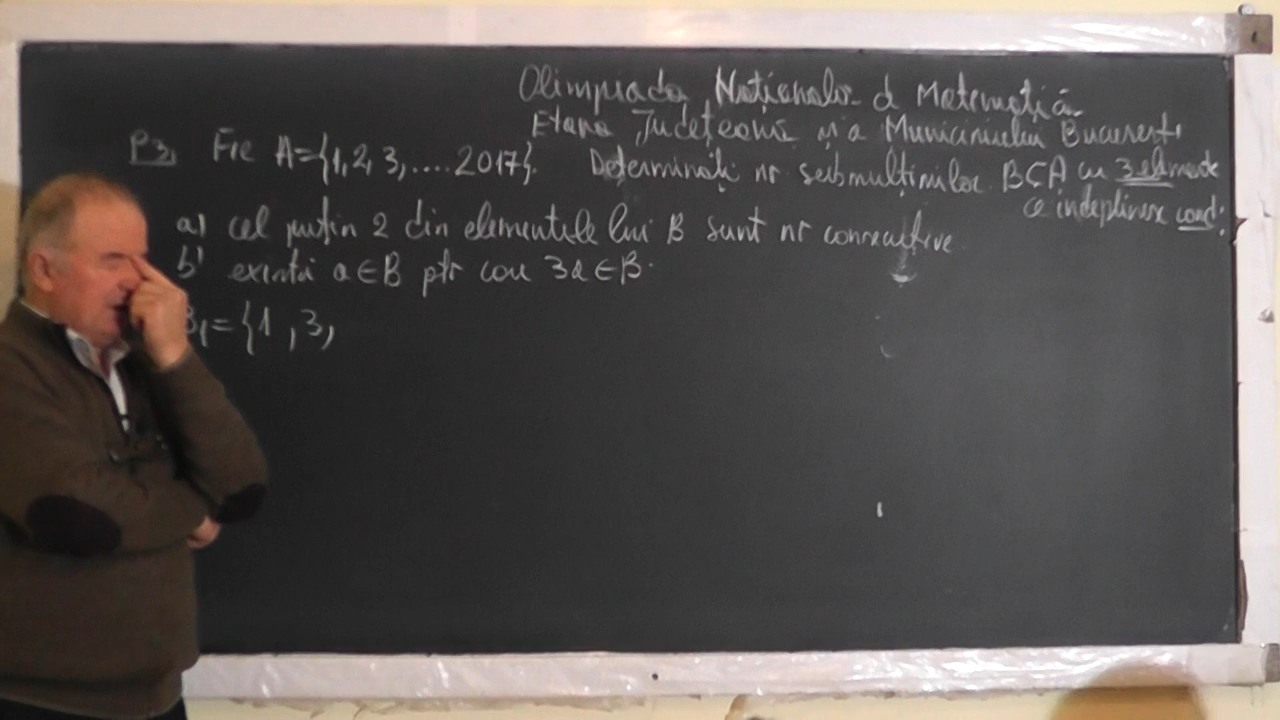 Olimpiada Națională d Matematică
Etapa Județeană și a Municipiului București
P3, Fie A={1,2,3,....2017}. Determinați nr submulțimilor B⊂A cu 3 elemente
ce îndeplinesc cond:
a) cel puțin 2 din elementele lui B sunt nr consecutive
b) există a∈B ptr care 3a∈B.
B₁={1,3,